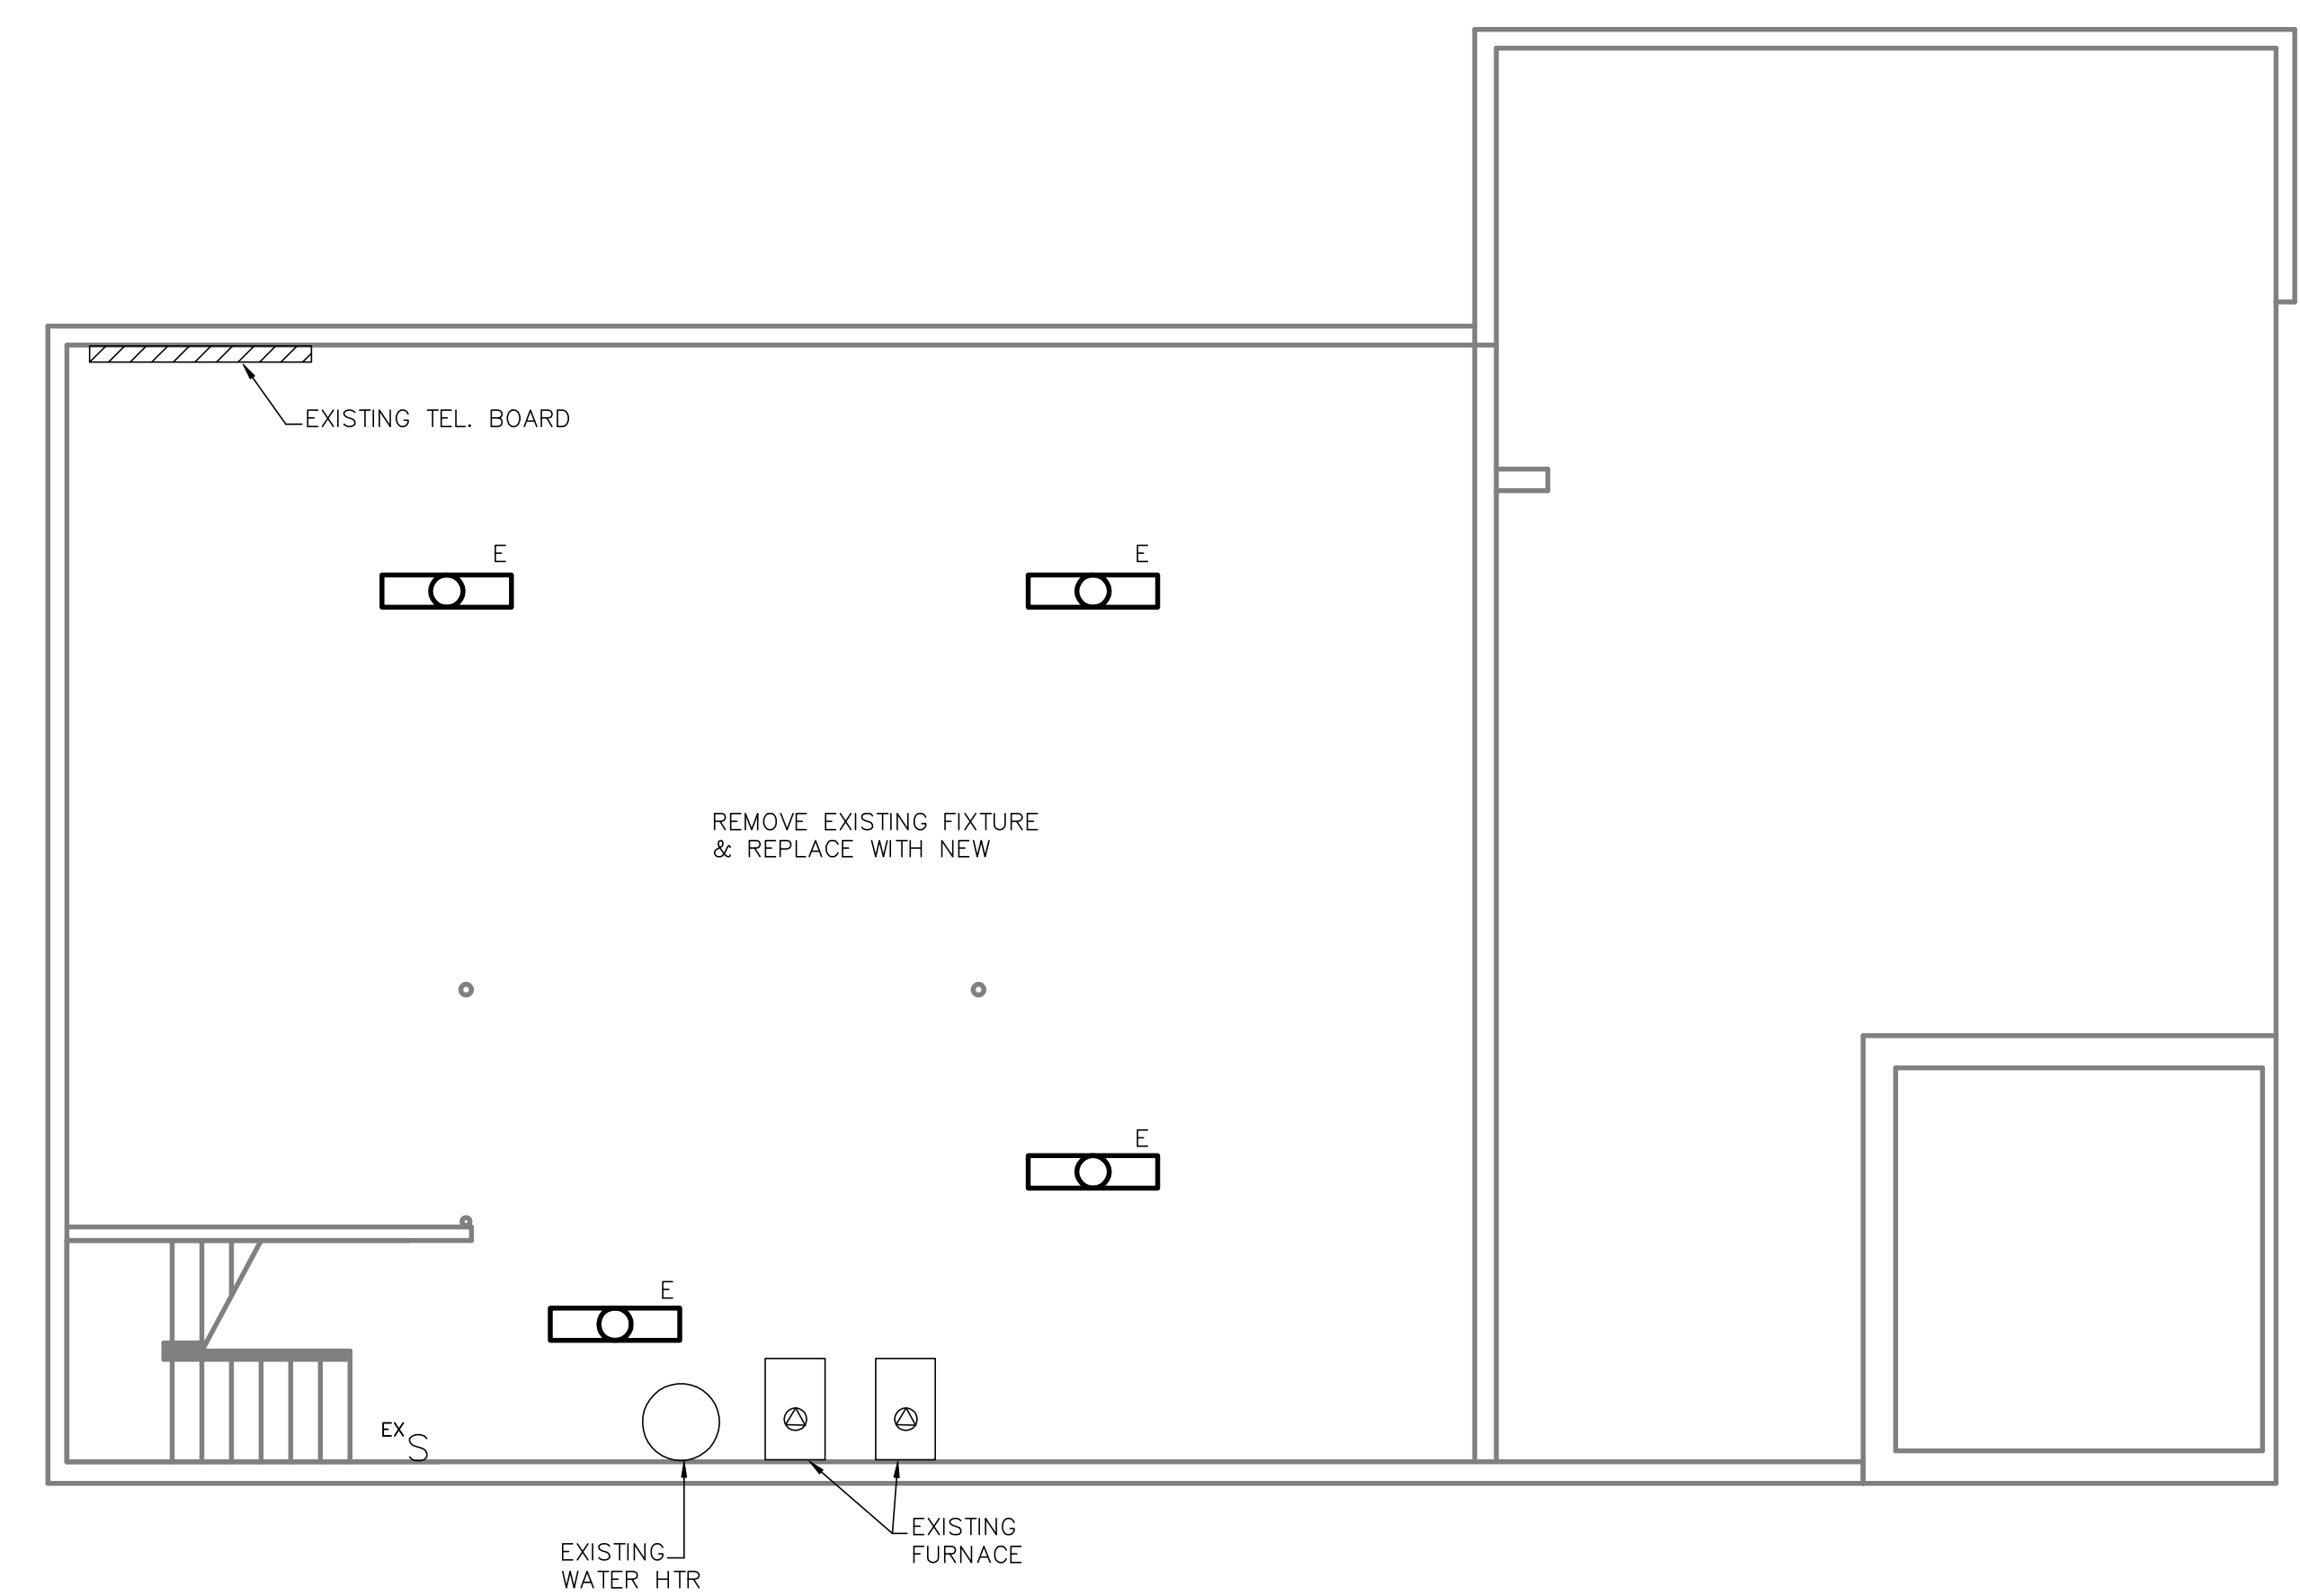 EXISTING TEL. BOARD
E
E
REMOVE EXISTING FIXTURE
& REPLACE WITH NEW
E
E
EX
S
EXISTING
FURNACE
EXISTING
WATER HTR